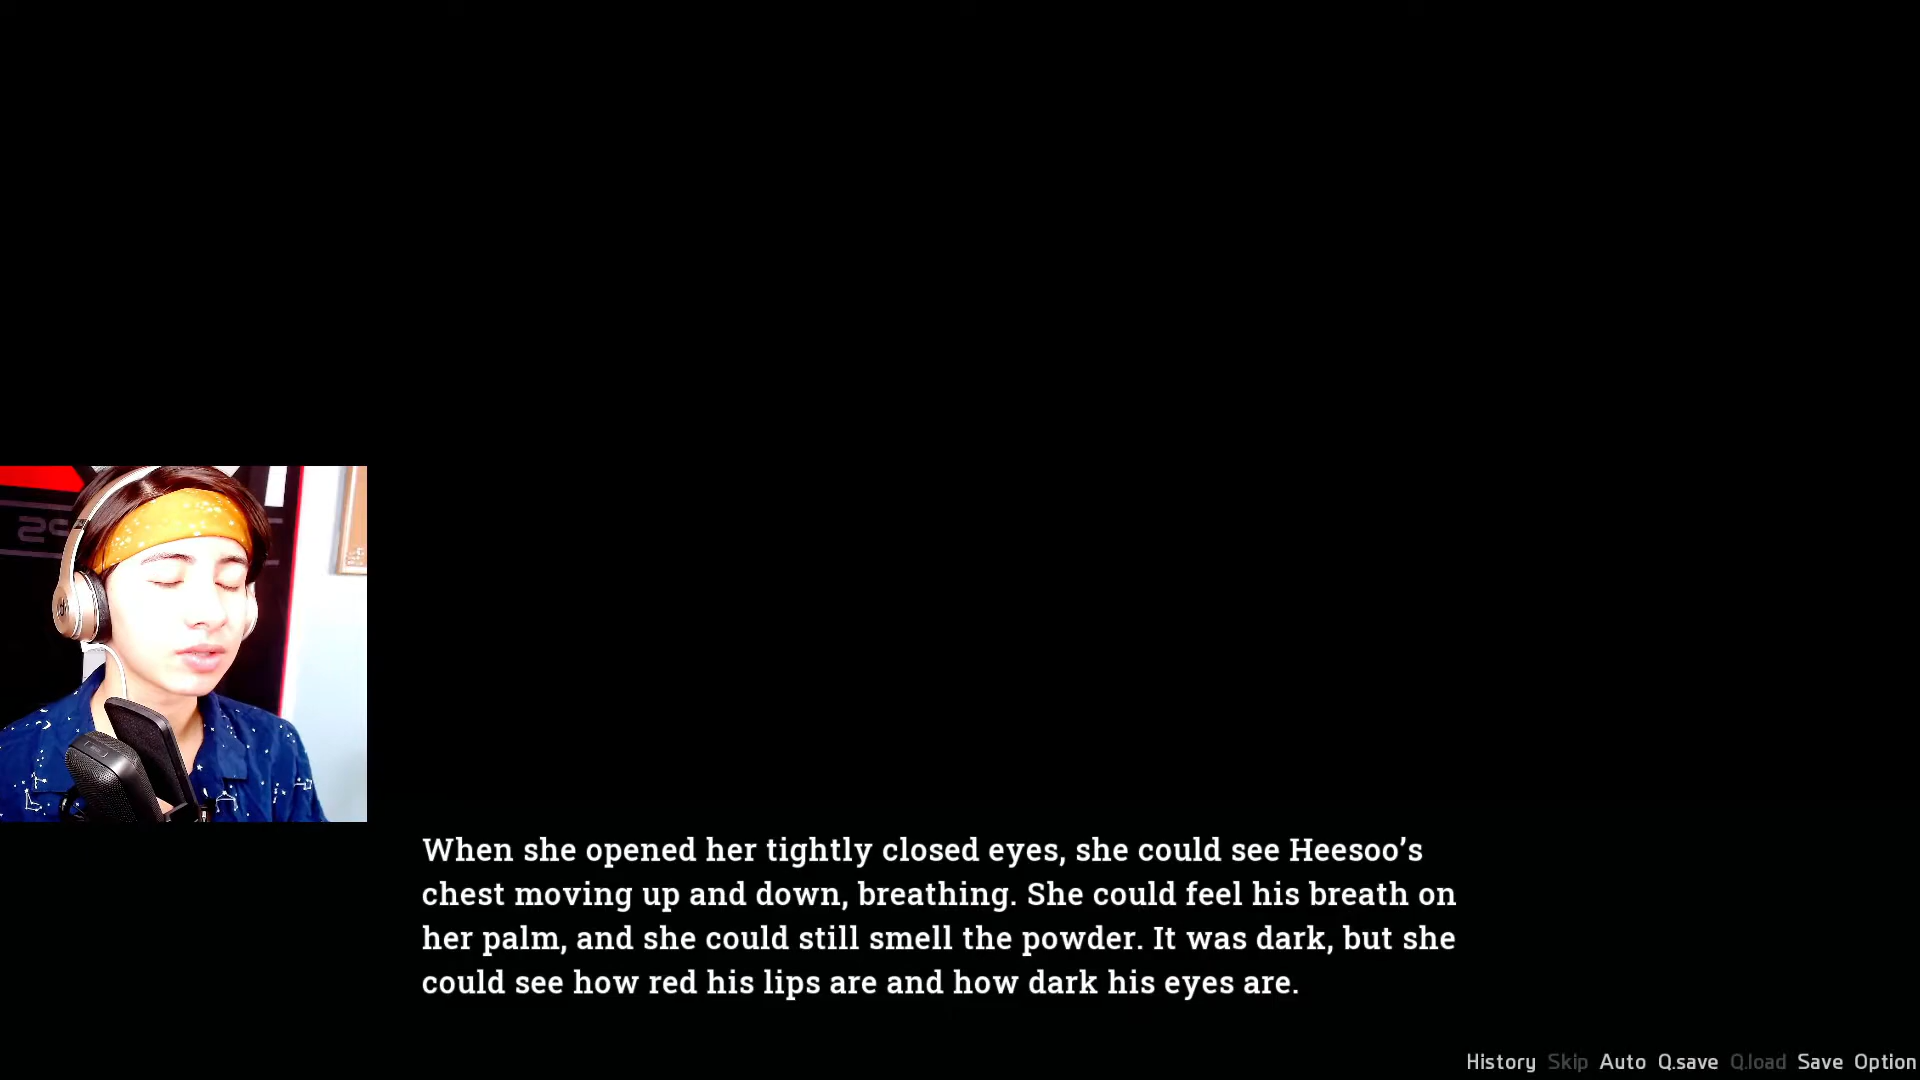 When she opened her tightly closed eyes, she could see Heesoo’s
chest moving up and down, breathing. She could feel his breath on
her palm, and she could still smell the powder. It was dark, but she
could see how red his lips are and how dark his eyes are.
History Skip Auto Q.save Q.load Save Option